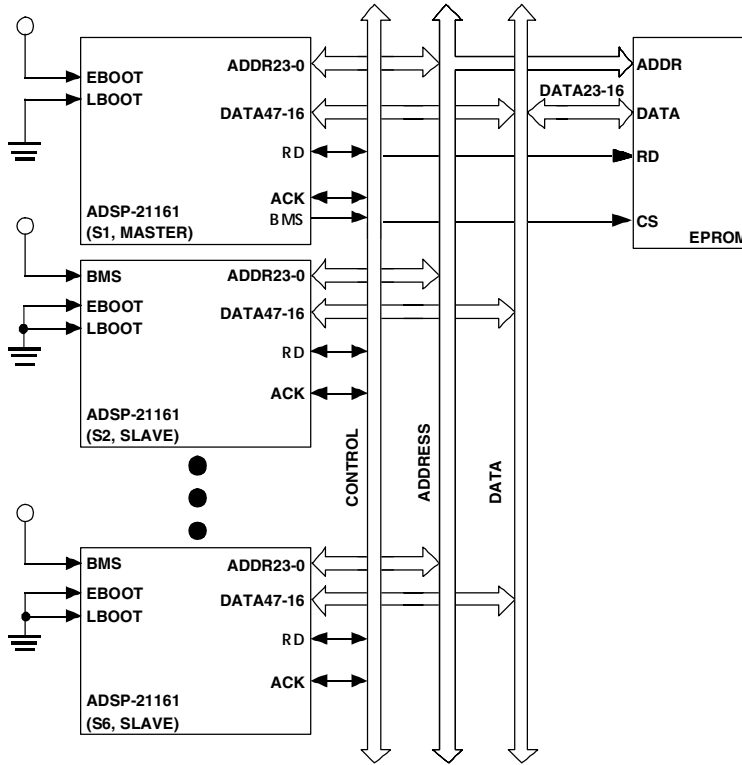 EBOOT
LBOOT
ADDR23-0
DATA47-16
RD
ACK
BMS
ADSP-21161
(S1, MASTER)
ADDR
DATA23-16
DATA
RD
CS
EPROM
BMS
EBOOT
LBOOT
ADDR23-0
DATA47-16
RD
ACK
ADSP-21161
(S2, SLAVE)
CONTROL
ADDRESS
DATA
BMS
EBOOT
LBOOT
ADDR23-0
DATA47-16
RD
ACK
ADSP-21161
(S6, SLAVE)